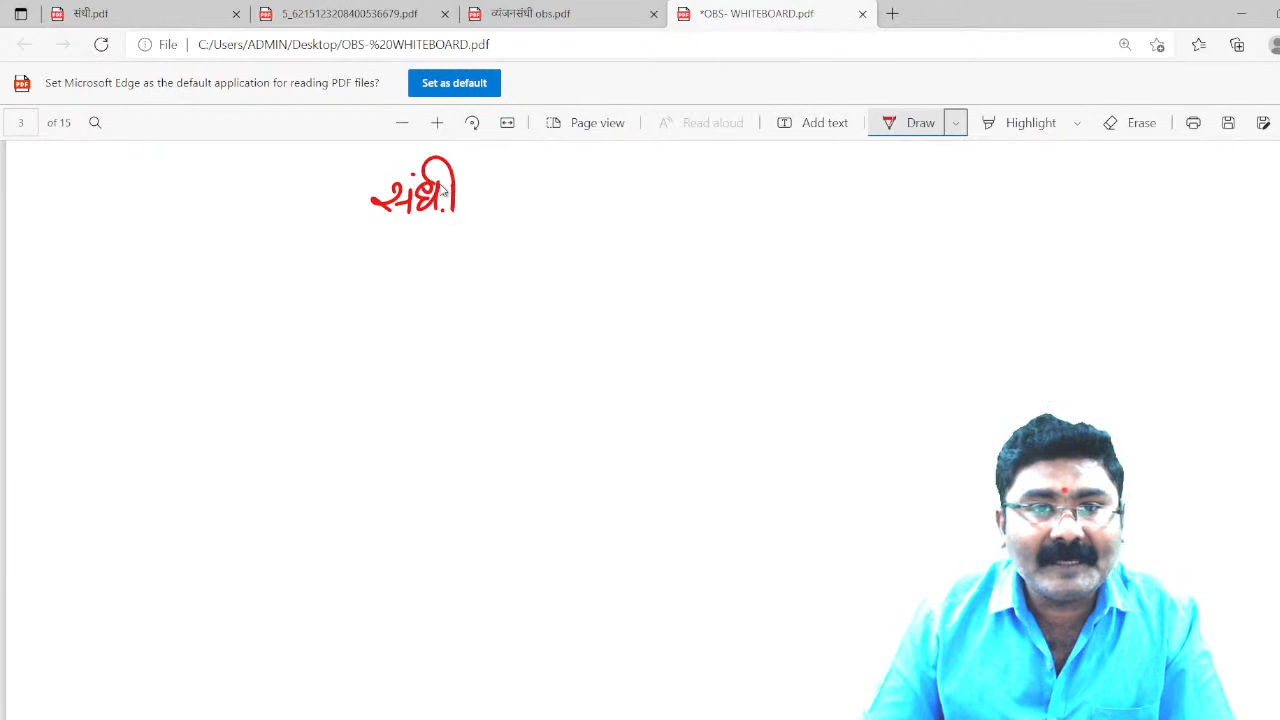 संधी.pdf 5_6215123208400536679.pdf व्यंजनसंधी obs.pdf *OBS- WHITEBOARD.pdf
File C:/Users/ADMIN/Desktop/OBS-%20WHITEBOARD.pdf
Set Microsoft Edge as the default application for reading PDF files? Set as default
3 of 15 Page view Read aloud Add text Draw Highlight Erase
संधी